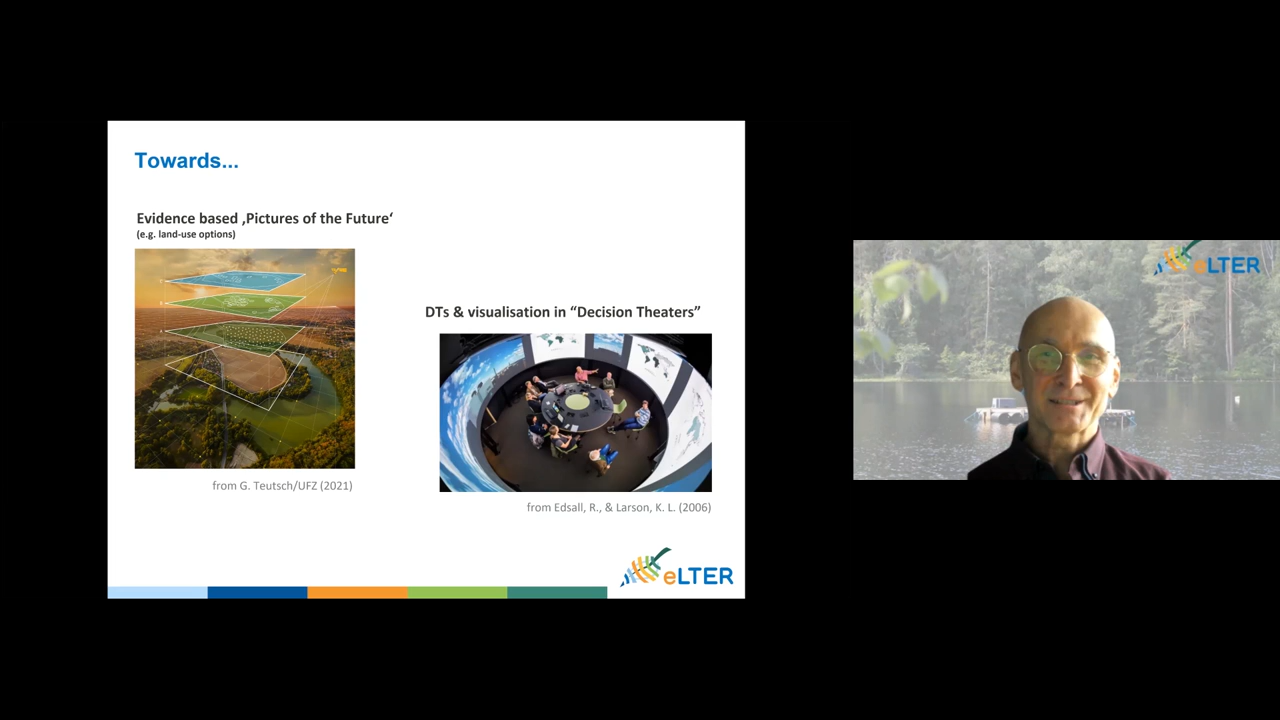 Towards...
Evidence based ‚Pictures of the Future‘
(e.g. land-use options)
from G. Teutsch/UFZ (2021)
DTs & visualisation in “Decision Theaters”
from Edsall, R., & Larson, K. L. (2006)
eLTER
eLTER